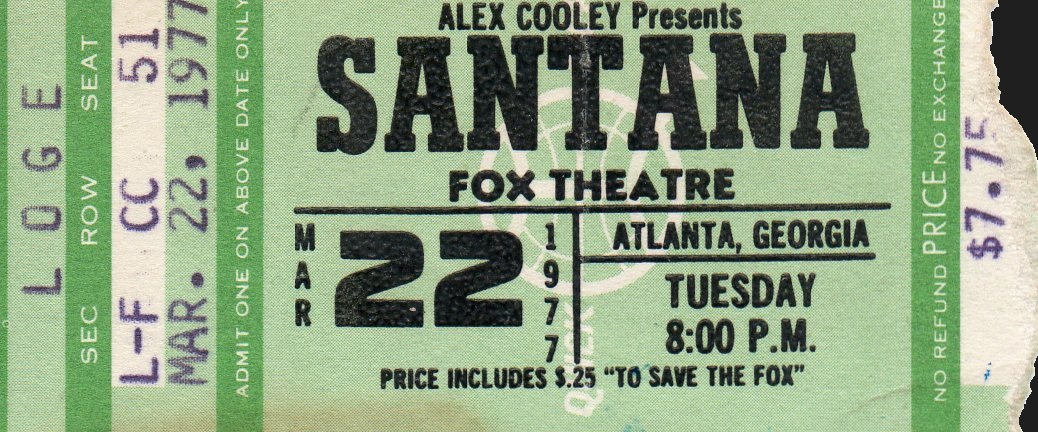 LOGE
SEC ROW SEAT
L-F CC 51
MAR. 22, 1977
ADMIT ONE ON ABOVE DATE ONLY
ALEX COOLEY Presents
SANTANA
FOX THEATRE
MAR 22 1977
ATLANTA, GEORGIA
TUESDAY
8:00 P.M.
PRICE INCLUDES $.25 “TO SAVE THE FOX”
QUICK
NO REFUND PRICE NO EXCHANGE
$7.75